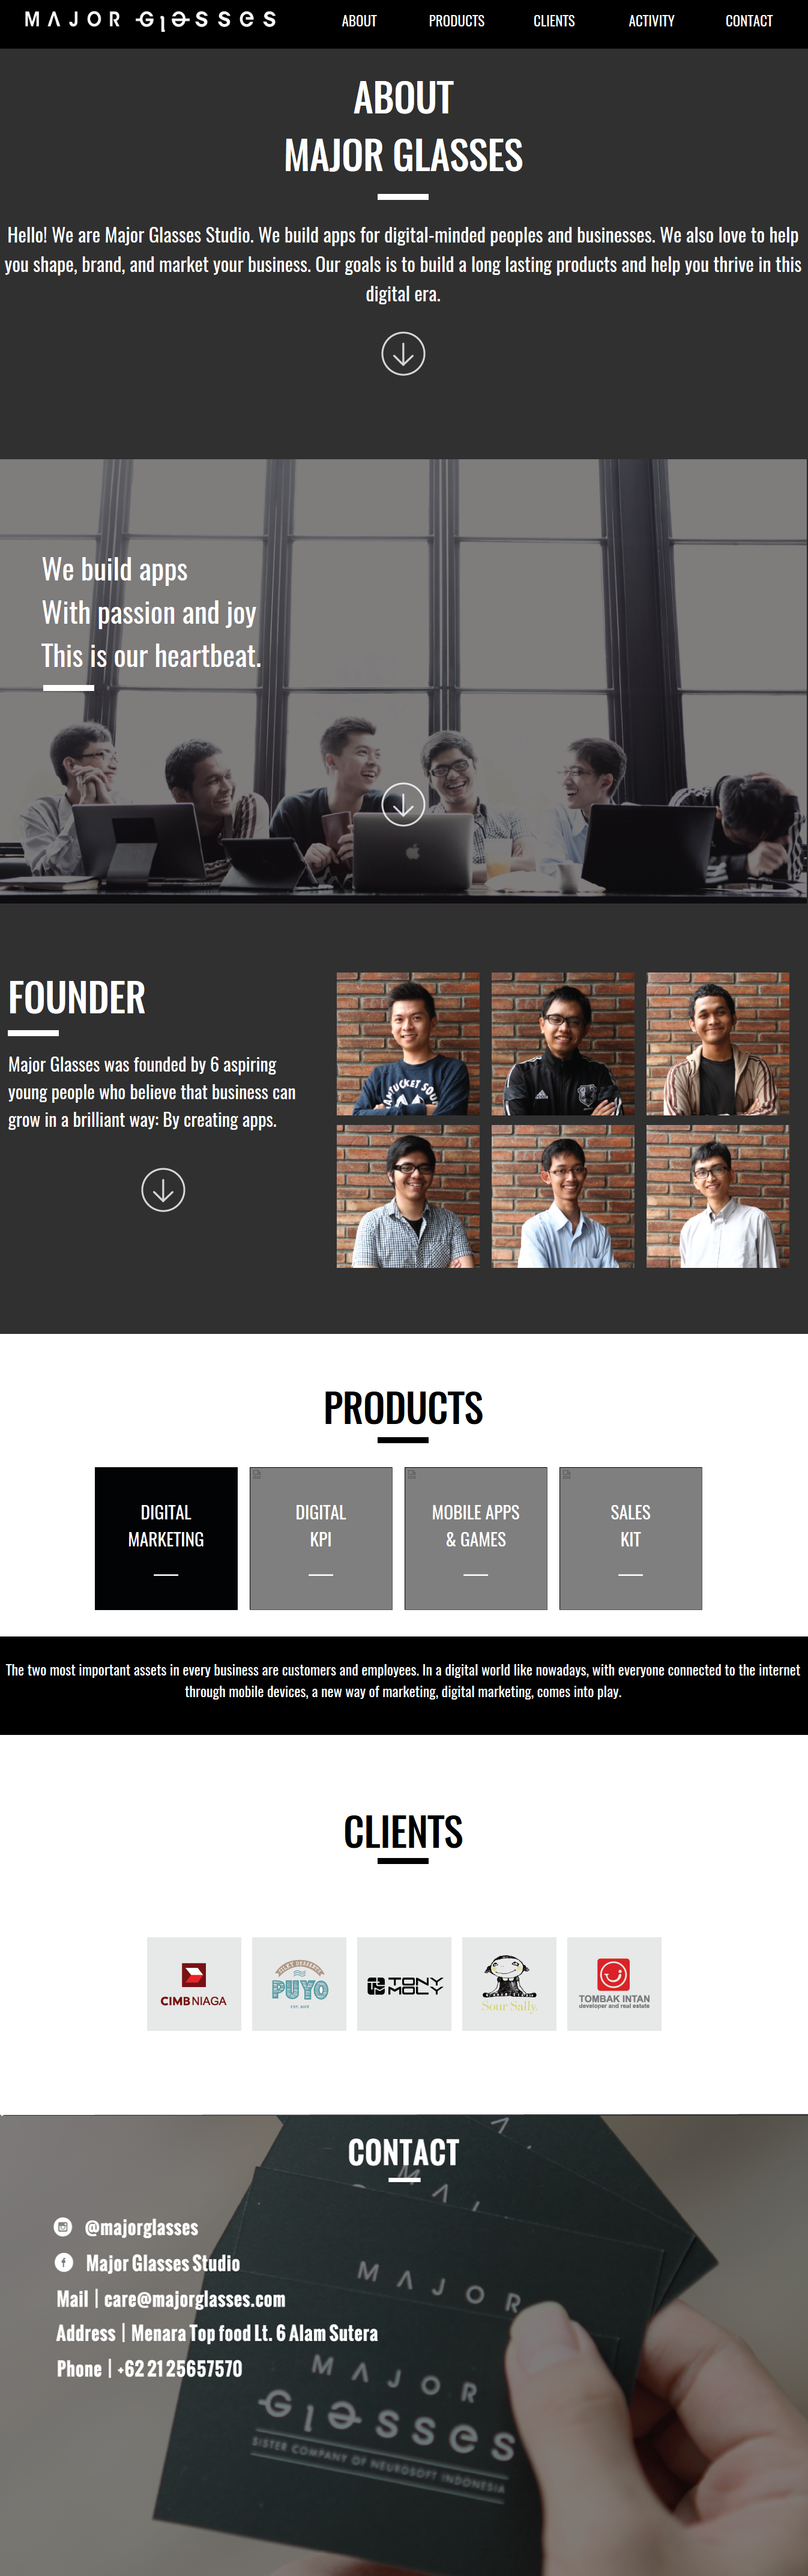 MAJOR Glasses
ABOUT
PRODUCTS
CLIENTS
ACTIVITY
CONTACT
ABOUT
MAJOR GLASSES
Hello! We are Major Glasses Studio. We build apps for digital-minded peoples and businesses. We also love to help
you shape, brand, and market your business. Our goals is to build a long lasting products and help you thrive in this
digital era.
We build apps
With passion and joy
This is our heartbeat.
FOUNDER
Major Glasses was founded by 6 aspiring
young people who believe that business can
grow in a brilliant way: By creating apps.
PRODUCTS
DIGITAL
MARKETING
DIGITAL
KPI
MOBILE APPS
& GAMES
SALES
KIT
The two most important assets in every business are customers and employees. In a digital world like nowadays, with everyone connected to the internet
through mobile devices, a new way of marketing, digital marketing, comes into play.
CLIENTS
CIMB NIAGA
PUYO
TONY
MOLY
Sour Sally.
TOMBAK INTAN
developer and real estate
CONTACT
@majorglasses
Major Glasses Studio
Mail | care@majorglasses.com
Address | Menara Top food Lt. 6 Alam Sutera
Phone | +62 21 25657570
MAJOR
MAJOR
Glasses
SISTER COMPANY OF NEUROSOFT INDONESIA